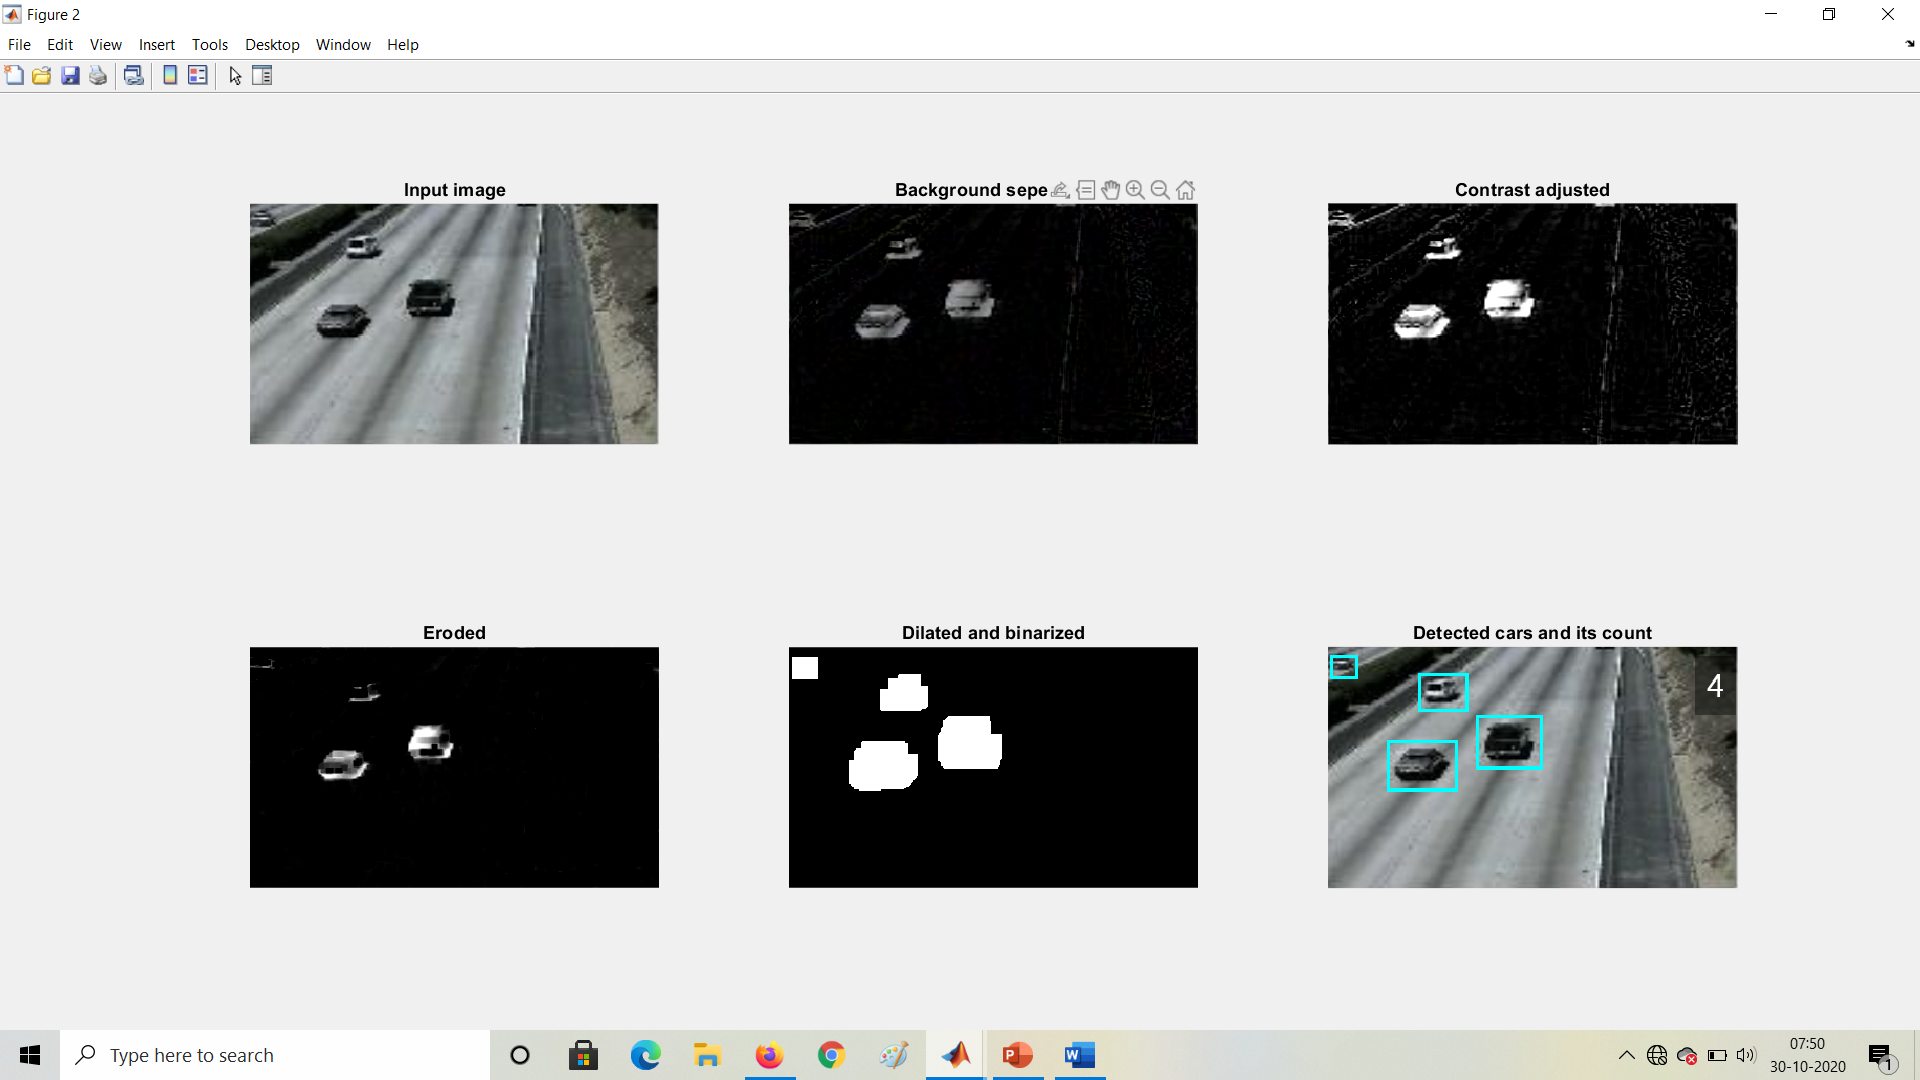 Figure 2
File Edit View Insert Tools Desktop Window Help
Input image
Background sepe
Contrast adjusted
Eroded
Dilated and binarized
Detected cars and its count
4
Type here to search
07:50
30-10-2020
1